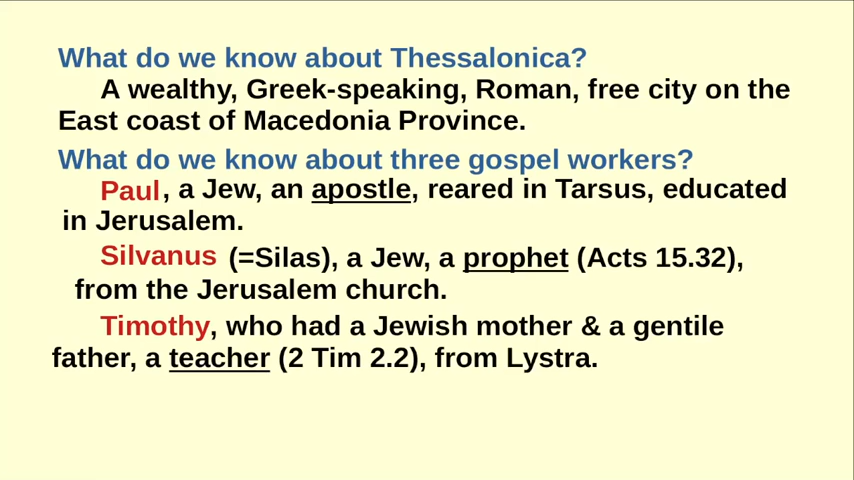 What do we know about Thessalonica?
A wealthy, Greek-speaking, Roman, free city on the
East coast of Macedonia Province.
What do we know about three gospel workers?
Paul, a Jew, an apostle, reared in Tarsus, educated
in Jerusalem.
Silvanus (=Silas), a Jew, a prophet (Acts 15.32),
from the Jerusalem church.
Timothy, who had a Jewish mother & a gentile
father, a teacher (2 Tim 2.2), from Lystra.